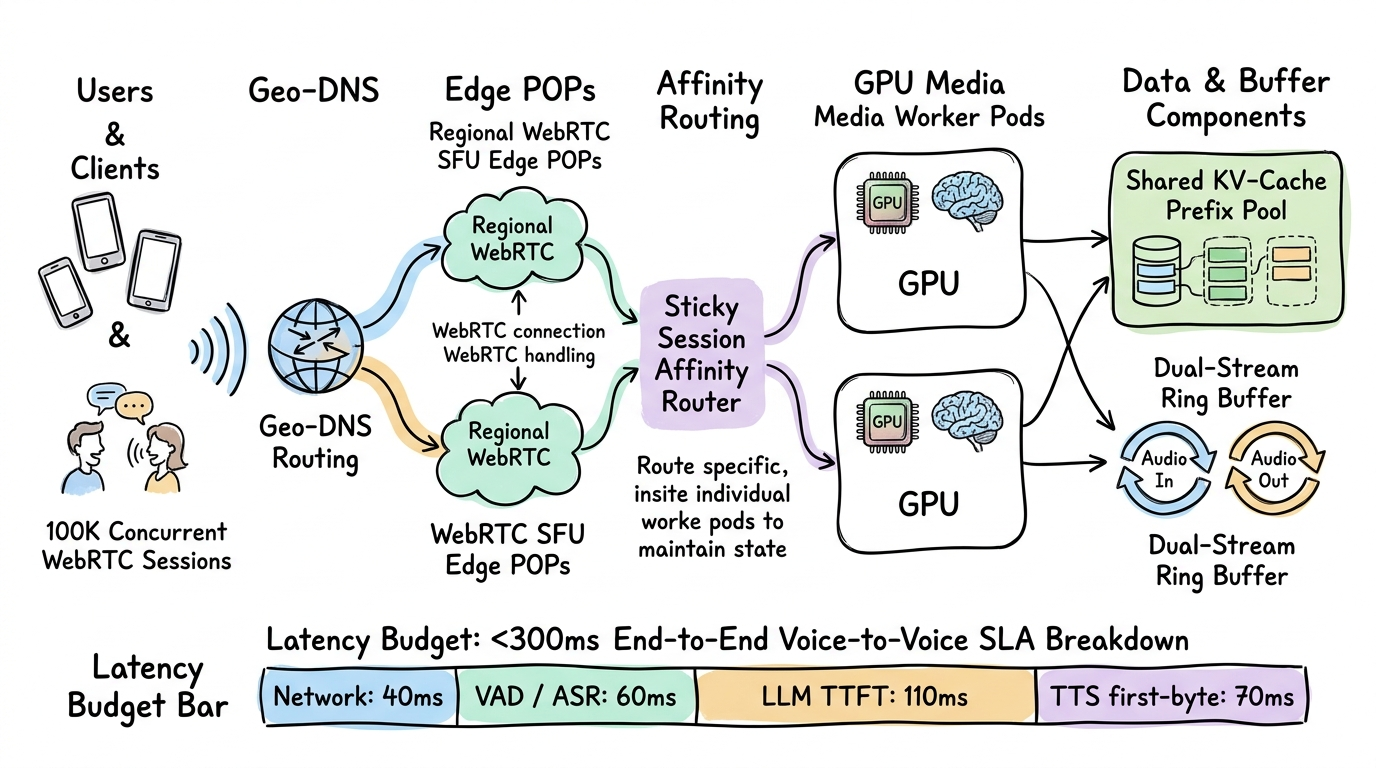 Users
&
Clients
&
100K Concurrent
WebRTC Sessions
Geo-DNS
Geo-DNS
Routing
Edge POPs
Regional WebRTC
SFU Edge POPs
Regional
WebRTC
WebRTC connection
WebRTC handling
Regional
WebRTC
WebRTC SFU
Edge POPs
Affinity
Routing
Sticky
Session
Affinity
Router
Route specific,
insite individual
worke pods to
maintain state
GPU Media
Media Worker Pods
GPU
GPU
GPU
GPU
Data & Buffer
Components
Shared KV-Cache
Prefix Pool
Dual-Stream
Ring Buffer
Audio
In
Audio
Out
Dual-Stream
Ring Buffer
Latency Budget: <300ms End-to-End Voice-to-Voice SLA Breakdown
Latency
Budget Bar
Network: 40ms
VAD / ASR: 60ms
LLM TTFT: 110ms
TTS first-byte: 70ms